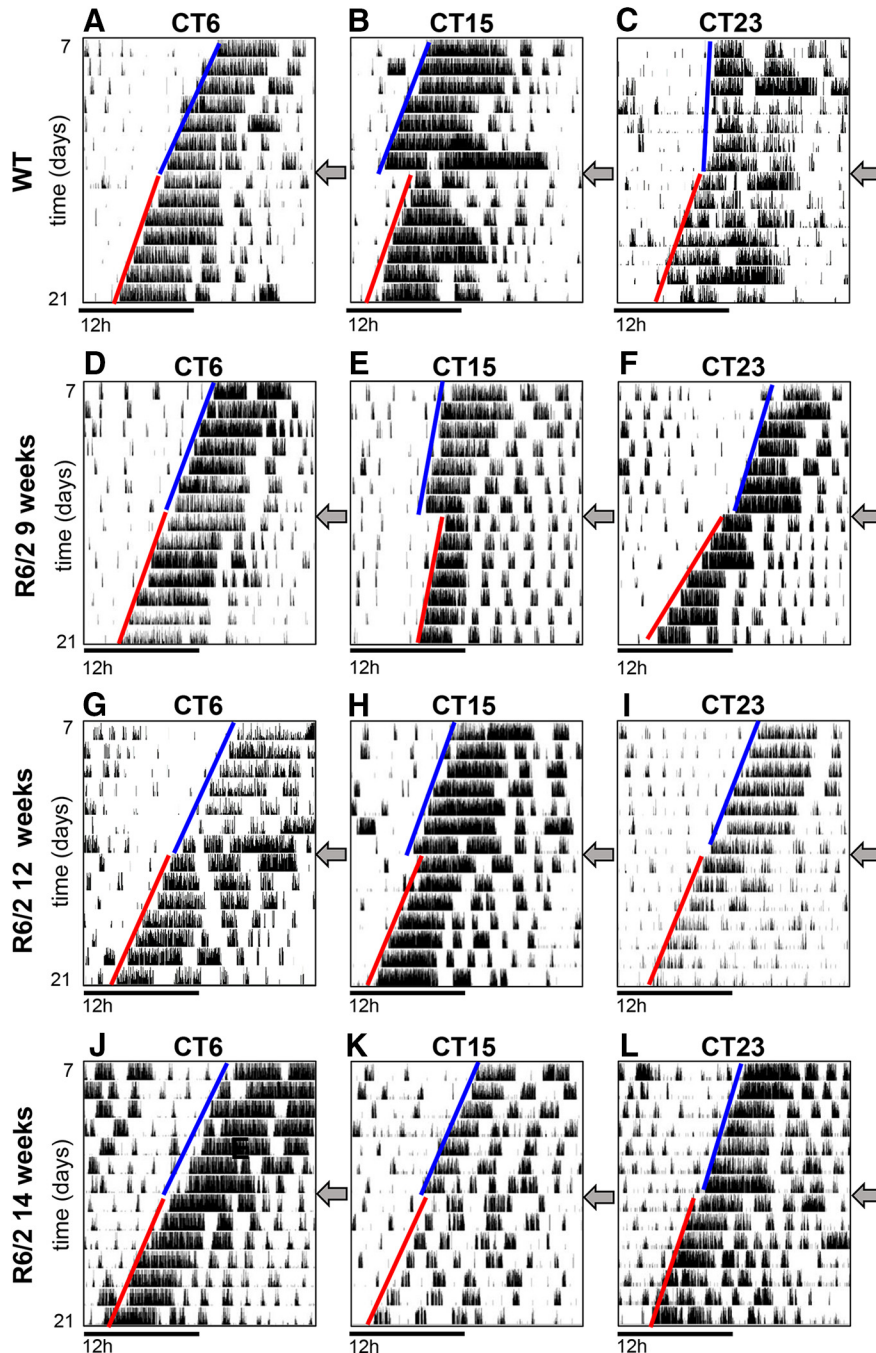 A CT6 B CT15 C CT23
7
WT
time (days)
21
12h 12h 12h
D CT6 E CT15 F CT23
7
R6/2 9 weeks
time (days)
21
12h 12h 12h
G CT6 H CT15 I CT23
7
R6/2 12 weeks
time (days)
21
12h 12h 12h
J CT6 K CT15 L CT23
7
R6/2 14 weeks
time (days)
21
12h 12h 12h